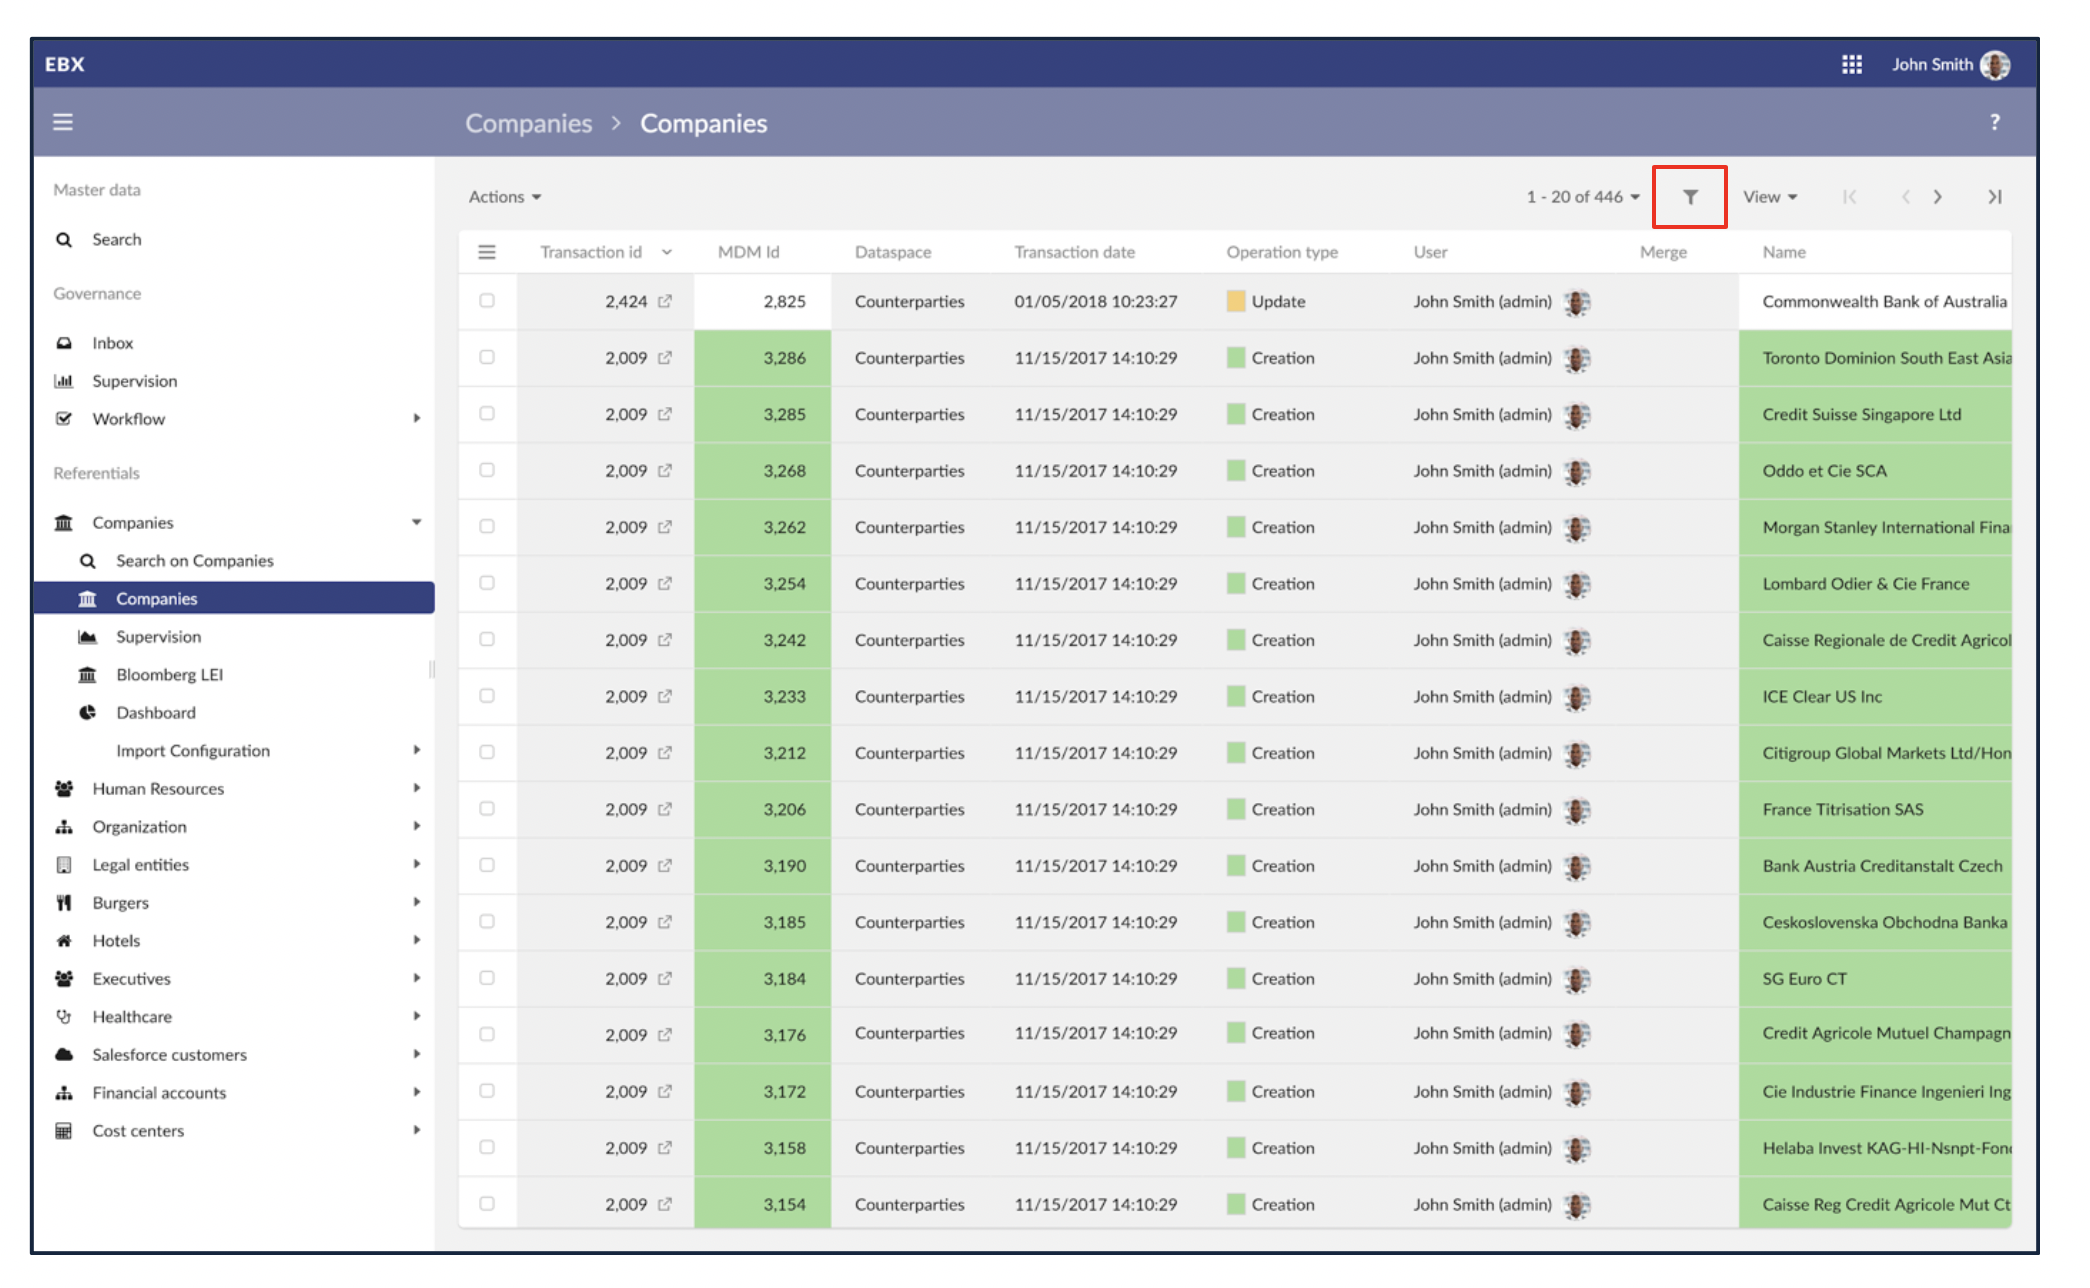 EBX
John Smith
Companies > Companies
?
Master data
Search
Governance
Inbox
Supervision
Workflow
Referentials
Companies
Search on Companies
Companies
Supervision
Bloomberg LEI
Dashboard
Import Configuration
Human Resources
Organization
Legal entities
Burgers
Hotels
Executives
Healthcare
Salesforce customers
Financial accounts
Cost centers
Actions 1 - 20 of 446 View
Transaction id MDM Id Dataspace Transaction date Operation type User Merge Name
2,424 2,825 Counterparties 01/05/2018 10:23:27 Update John Smith (admin) Commonwealth Bank of Australia
2,009 3,286 Counterparties 11/15/2017 14:10:29 Creation John Smith (admin) Toronto Dominion South East Asia
2,009 3,285 Counterparties 11/15/2017 14:10:29 Creation John Smith (admin) Credit Suisse Singapore Ltd
2,009 3,268 Counterparties 11/15/2017 14:10:29 Creation John Smith (admin) Oddo et Cie SCA
2,009 3,262 Counterparties 11/15/2017 14:10:29 Creation John Smith (admin) Morgan Stanley International Fina
2,009 3,254 Counterparties 11/15/2017 14:10:29 Creation John Smith (admin) Lombard Odier & Cie France
2,009 3,242 Counterparties 11/15/2017 14:10:29 Creation John Smith (admin) Caisse Regionale de Credit Agricol
2,009 3,233 Counterparties 11/15/2017 14:10:29 Creation John Smith (admin) ICE Clear US Inc
2,009 3,212 Counterparties 11/15/2017 14:10:29 Creation John Smith (admin) Citigroup Global Markets Ltd/Hon
2,009 3,206 Counterparties 11/15/2017 14:10:29 Creation John Smith (admin) France Titrisation SAS
2,009 3,190 Counterparties 11/15/2017 14:10:29 Creation John Smith (admin) Bank Austria Creditanstalt Czech
2,009 3,185 Counterparties 11/15/2017 14:10:29 Creation John Smith (admin) Ceskoslovenska Obchodna Banka
2,009 3,184 Counterparties 11/15/2017 14:10:29 Creation John Smith (admin) SG Euro CT
2,009 3,176 Counterparties 11/15/2017 14:10:29 Creation John Smith (admin) Credit Agricole Mutuel Champagn
2,009 3,172 Counterparties 11/15/2017 14:10:29 Creation John Smith (admin) Cie Industrie Finance Ingenieri Ing
2,009 3,158 Counterparties 11/15/2017 14:10:29 Creation John Smith (admin) Helaba Invest KAG-HI-Nsnpt-Fon
2,009 3,154 Counterparties 11/15/2017 14:10:29 Creation John Smith (admin) Caisse Reg Credit Agricole Mut Ct